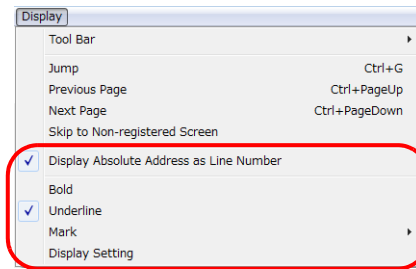 Display
Tool Bar
Jump Ctrl+G
Previous Page Ctrl+PageUp
Next Page Ctrl+PageDown
Skip to Non-registered Screen
Display Absolute Address as Line Number
Bold
Underline
Mark
Display Setting